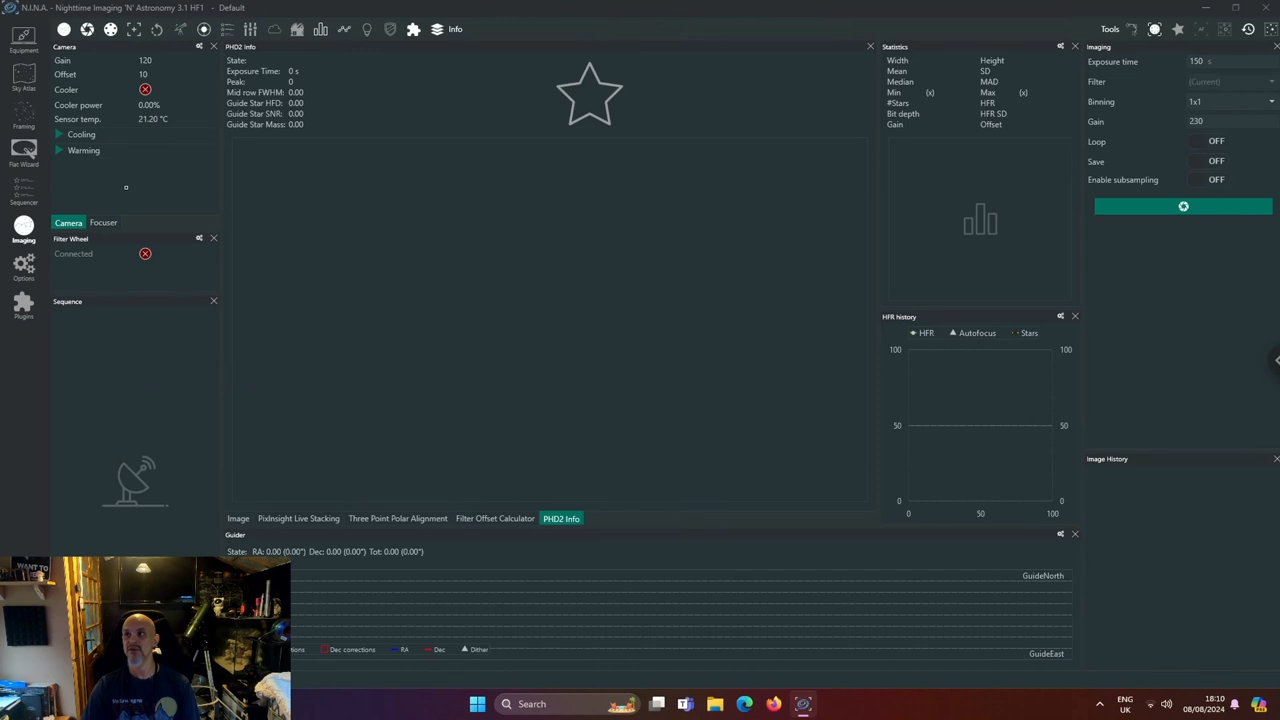 N.I.N.A. - Nighttime Imaging 'N' Astronomy 3.1 HF1 - Default
Info
Tools
Equipment
Sky Atlas
Framing
Flat Wizard
Sequencer
Imaging
Options
Plugins
Camera
Gain 120
Offset 10
Cooler
Cooler power 0.00%
Sensor temp. 21.20 °C
Cooling
Warming
Camera Focuser
Filter Wheel
Connected
Sequence
PHD2 Info
State:
Exposure Time: 0 s
Peak: 0
Mid row FWHM: 0.00
Guide Star HFD: 0.00
Guide Star SNR: 0.00
Guide Star Mass: 0.00
Image PixInsight Live Stacking Three Point Polar Alignment Filter Offset Calculator PHD2 Info
Guider
State: RA: 0.00 (0.00") Dec: 0.00 (0.00") Tot: 0.00 (0.00")
GuideNorth
Dec corrections RA Dec Dither
GuideEast
Statistics
Width Height
Mean SD
Median MAD
Min (x) Max (x)
#Stars HFR
Bit depth HFR SD
Gain Offset
HFR history
HFR Autofocus Stars
100 100
50 50
0 0
0 50 100
Imaging
Exposure time 150 s
Filter (Current)
Binning 1x1
Gain 230
Loop OFF
Save OFF
Enable subsampling OFF
Image History
WANT TO
Search
ENG
UK
18:10
08/08/2024